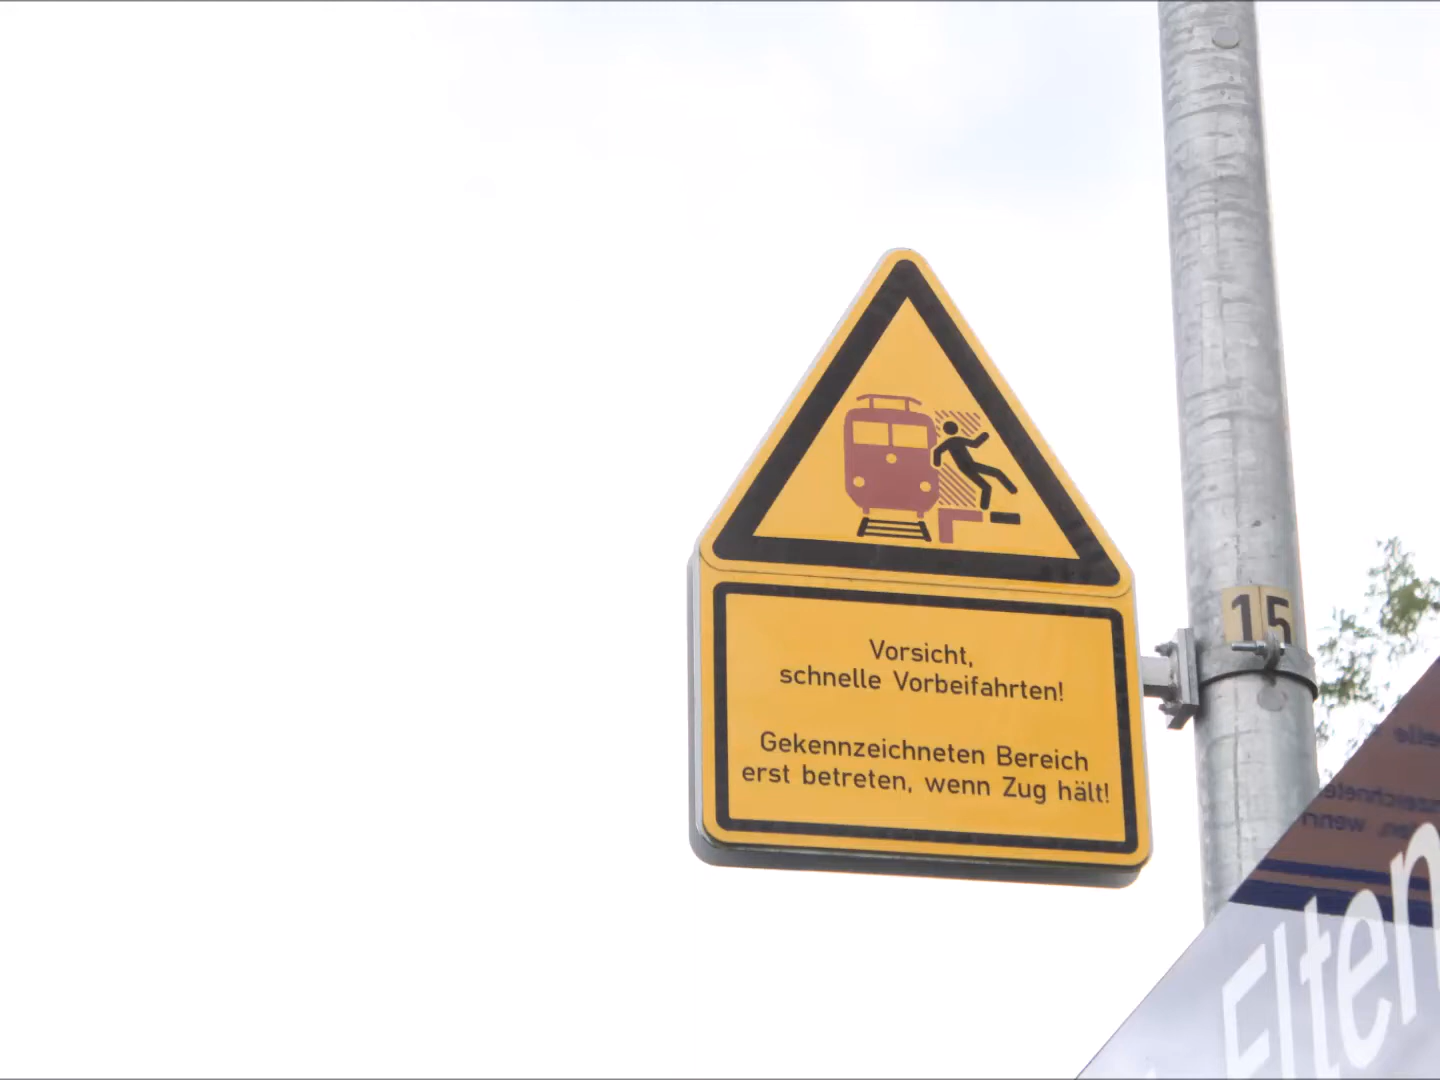 15
Vorsicht,
schnelle Vorbeifahrten!
Gekennzeichneten Bereich
erst betreten, wenn Zug hält!
Elten